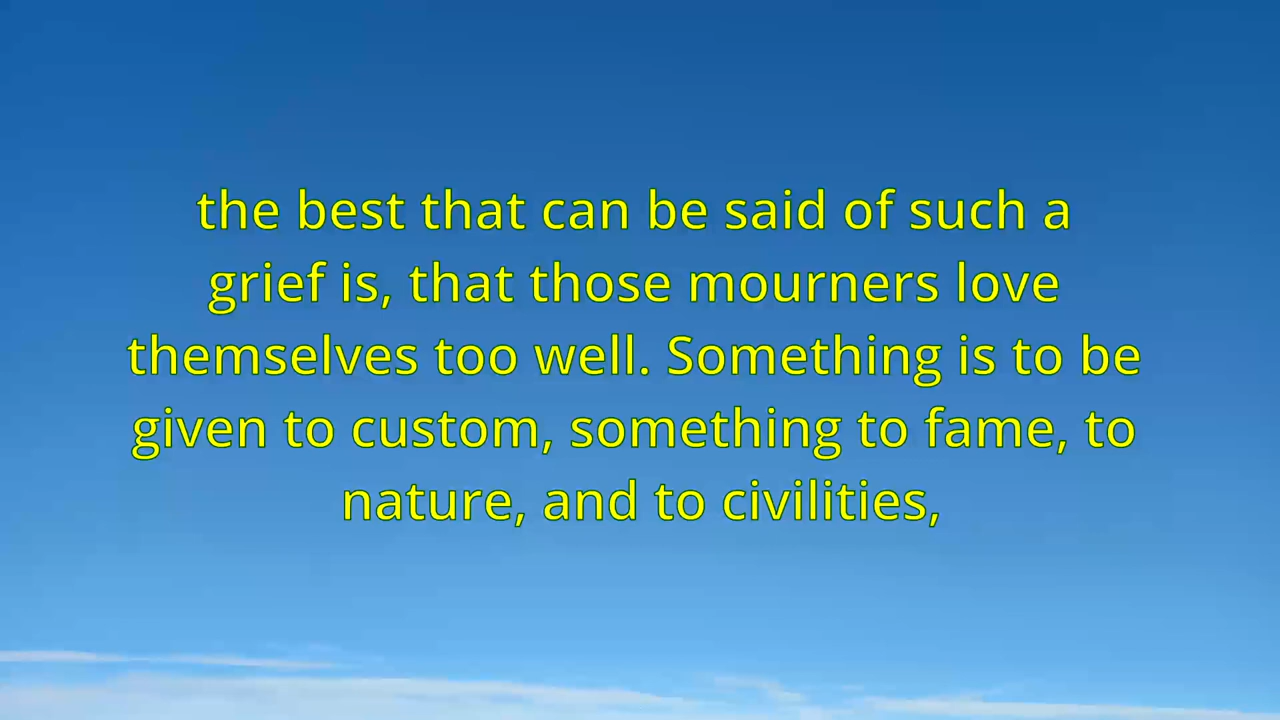 the best that can be said of such a
grief is, that those mourners love
themselves too well. Something is to be
given to custom, something to fame, to
nature, and to civilities,